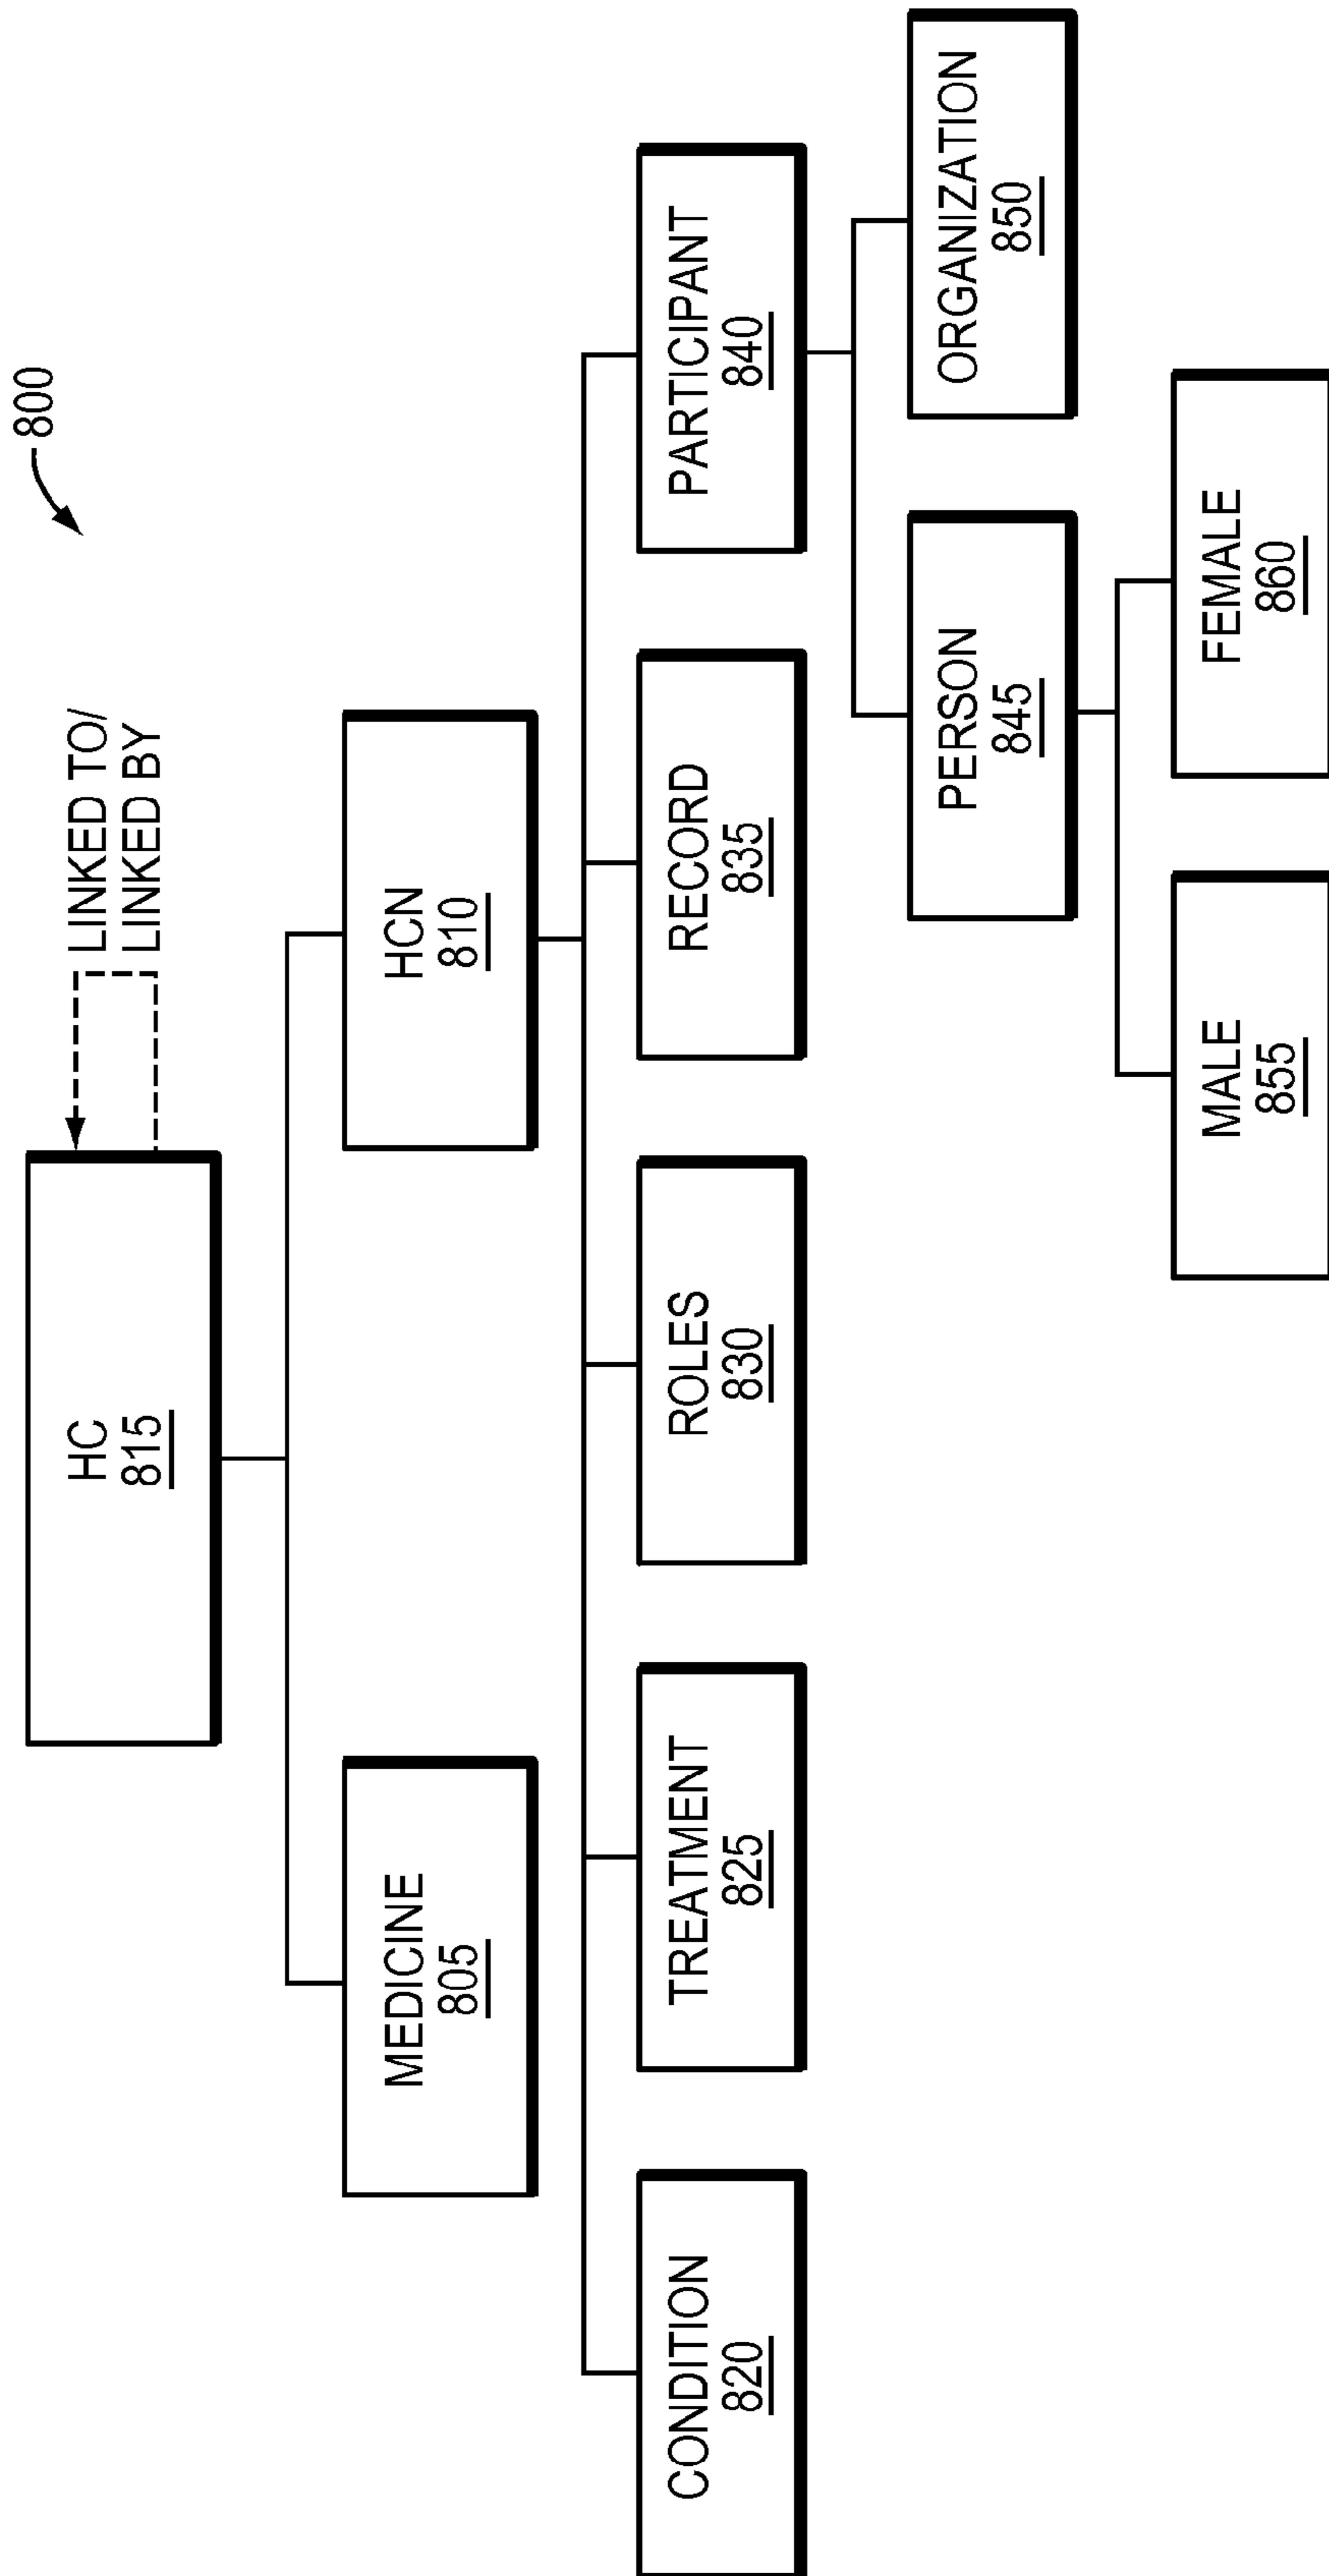 800
LINKED TO/
LINKED BY
HC
815
MEDICINE
805
HCN
810
CONDITION
820
TREATMENT
825
ROLES
830
RECORD
835
PARTICIPANT
840
PERSON
845
ORGANIZATION
850
MALE
855
FEMALE
860